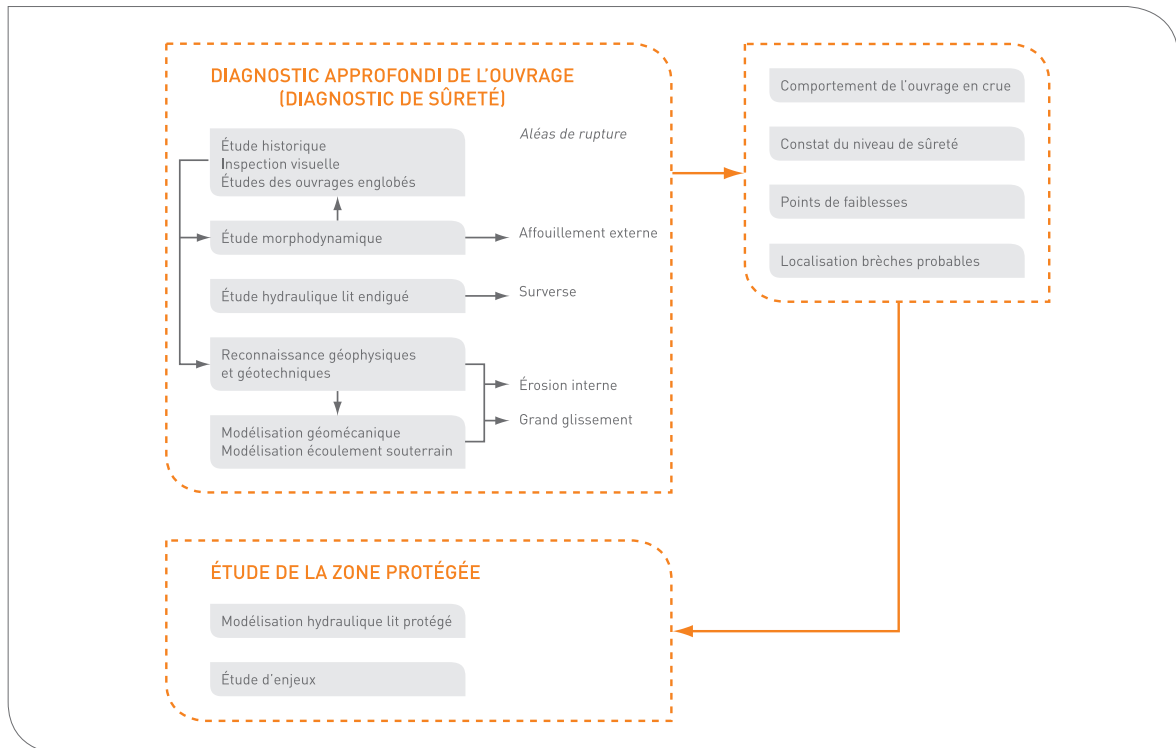 DIAGNOSTIC APPROFONDI DE L'OUVRAGE
(DIAGNOSTIC DE SÛRETÉ)
Aléas de rupture
Étude historique
Inspection visuelle
Études des ouvrages englobés
Étude morphodynamique
Affouillement externe
Étude hydraulique lit endigué
Surverse
Reconnaissance géophysiques
et géotechniques
Érosion interne
Grand glissement
Modélisation géomécanique
Modélisation écoulement souterrain
Comportement de l'ouvrage en crue
Constat du niveau de sûreté
Points de faiblesses
Localisation brèches probables
ÉTUDE DE LA ZONE PROTÉGÉE
Modélisation hydraulique lit protégé
Étude d'enjeux